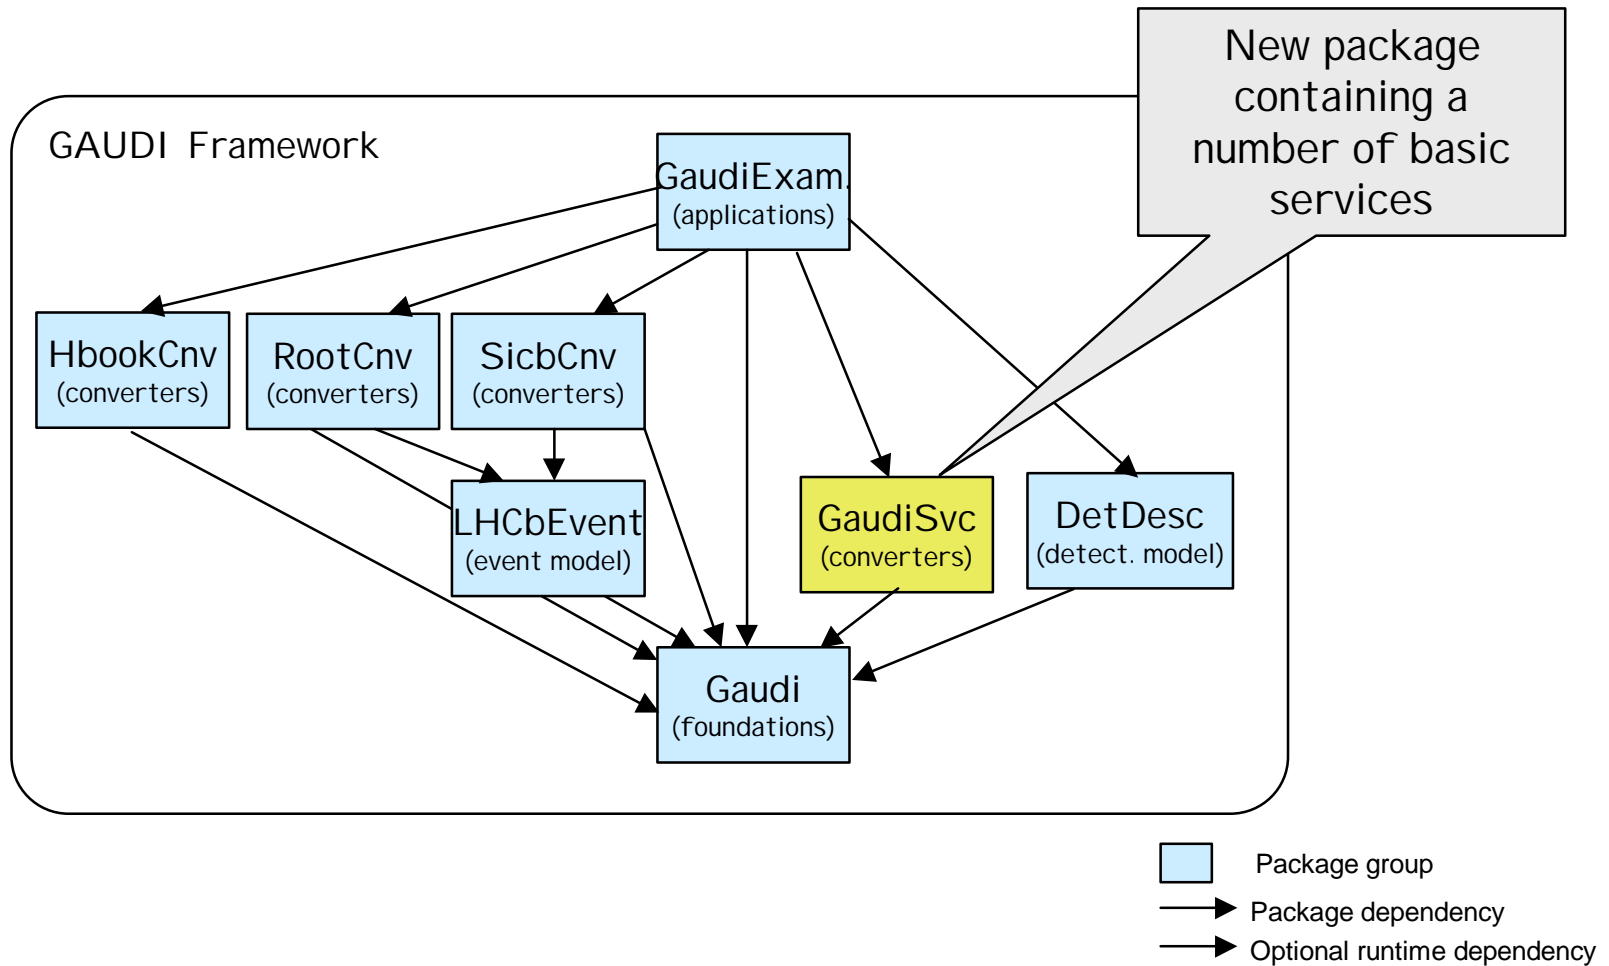 New package
containing a
number of basic
services
GAUDI Framework
GaudiExam.
(applications)
HbookCnv
(converters)
RootCnv
(converters)
SicbCnv
(converters)
LHCbEvent
(event model)
GaudiSvc
(converters)
DetDesc
(detect. model)
Gaudi
(foundations)
Package group
Package dependency
Optional runtime dependency